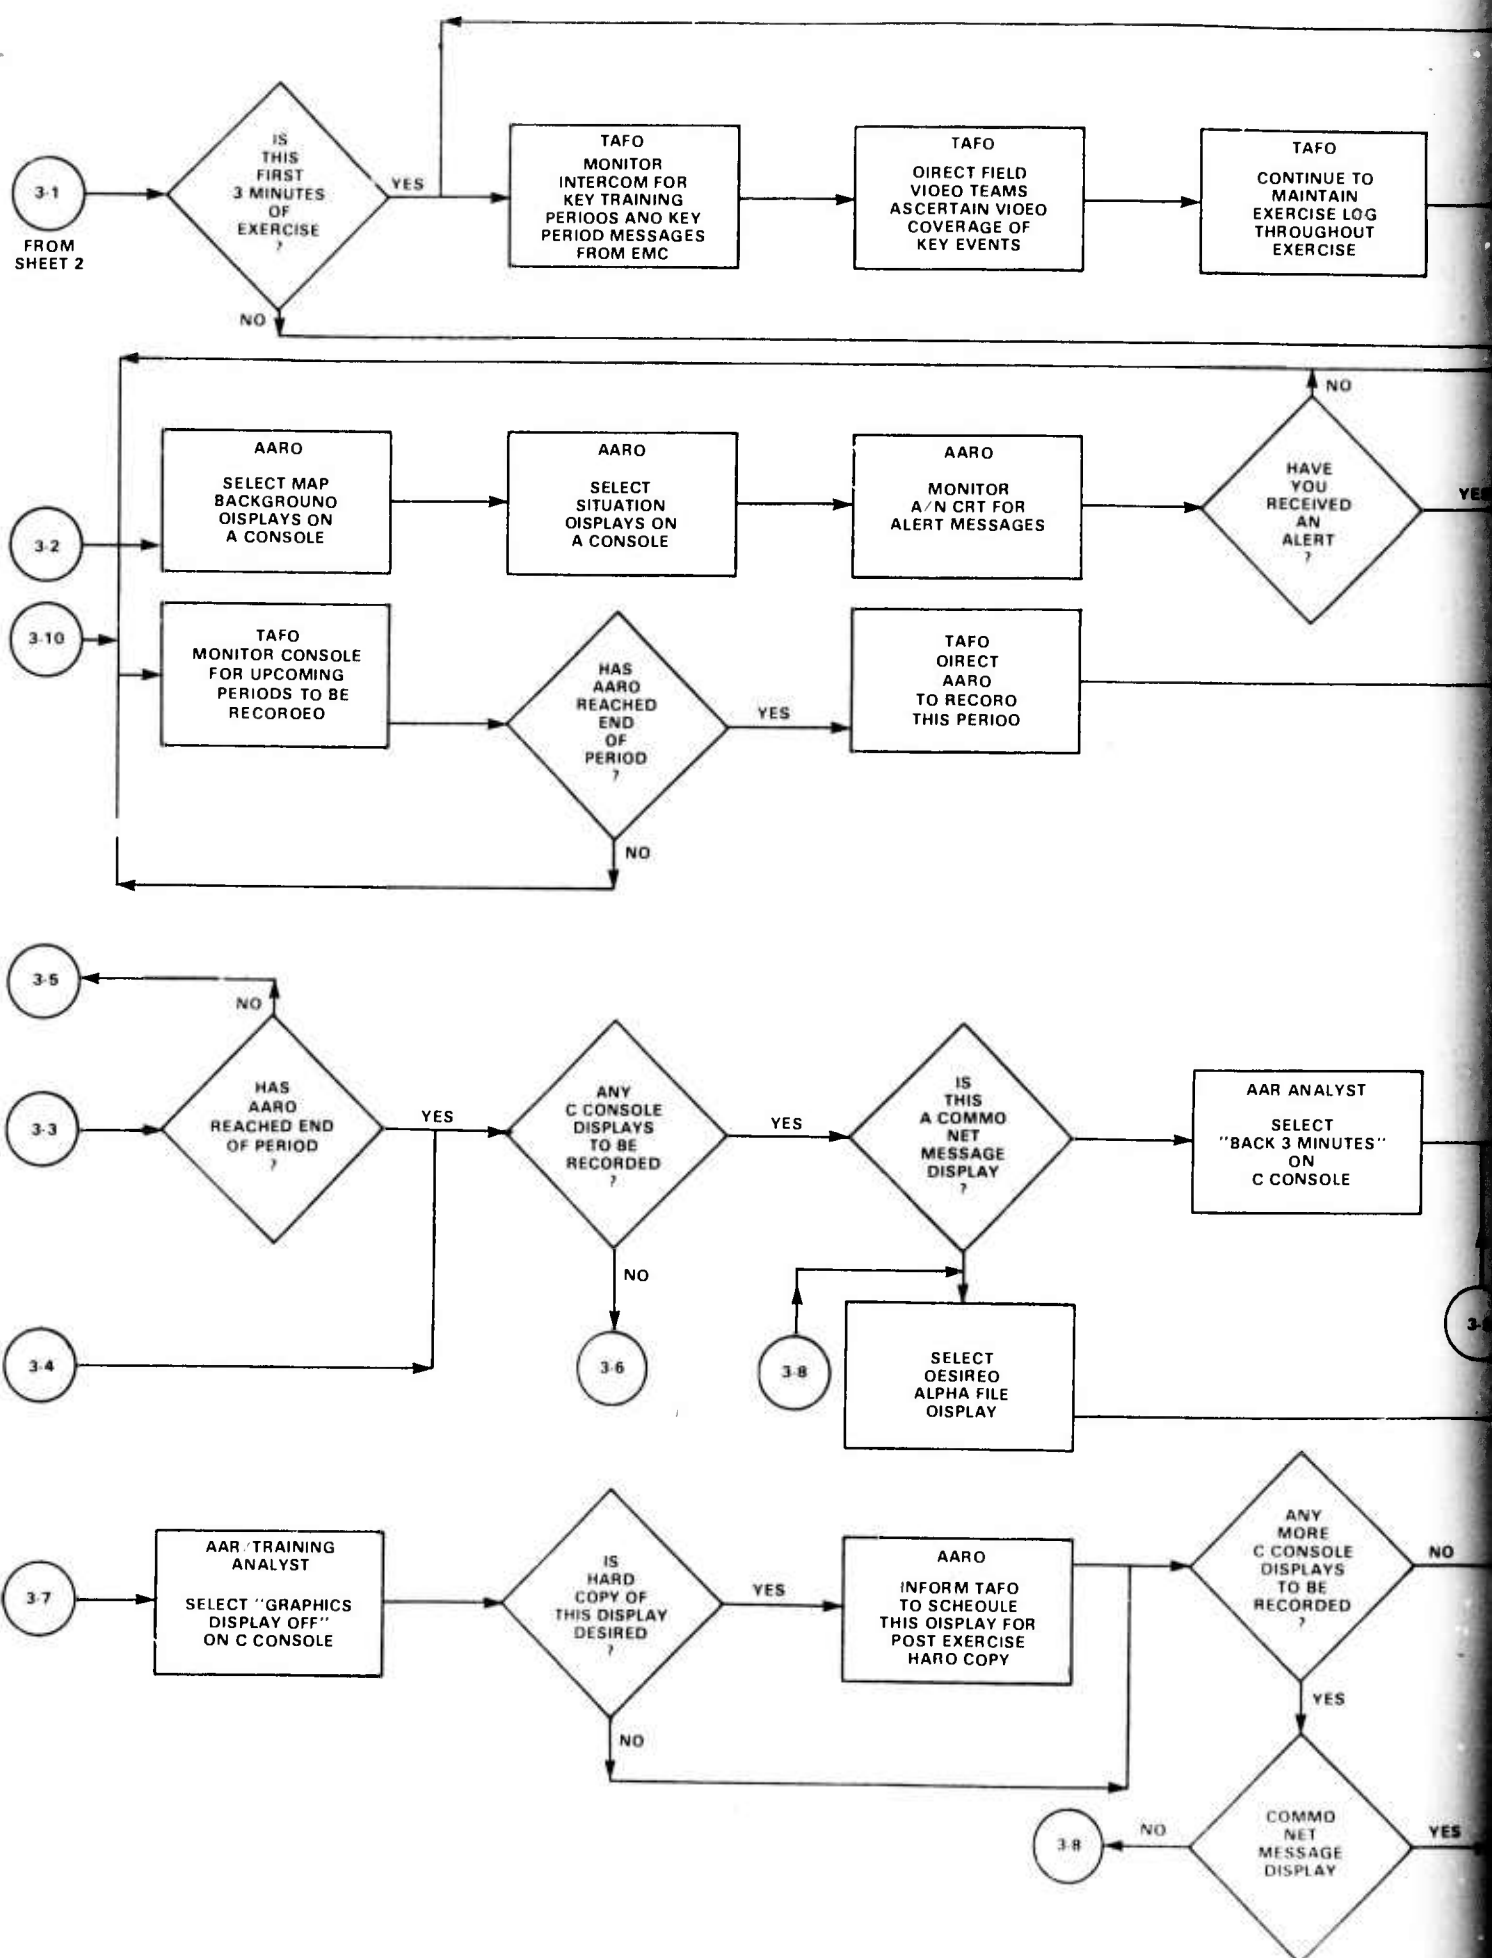 3-1
FROM
SHEET 2
IS
THIS
FIRST
3 MINUTES
OF
EXERCISE
?
YES
NO
TAFO
MONITOR
INTERCOM FOR
KEY TRAINING
PERIOOS ANO KEY
PERIOD MESSAGES
FROM EMC
TAFO
OIRECT FIELD
VIDEO TEAMS
ASCERTAIN VIDEO
COVERAGE OF
KEY EVENTS
TAFO
CONTINUE TO
MAINTAIN
EXERCISE LOG
THROUGHOUT
EXERCISE
3-2
AARO
SELECT MAP
BACKGROUNO
OISPLAYS ON
A CONSOLE
AARO
SELECT
SITUATION
OISPLAYS ON
A CONSOLE
AARO
MONITOR
A/N CRT FOR
ALERT MESSAGES
HAVE
YOU
RECEIVED
AN
ALERT
?
NO
YES
3-10
TAFO
MONITOR CONSOLE
FOR UPCOMING
PERIODS TO BE
RECOROEO
HAS
AARO
REACHED
END
OF
PERIOD
?
YES
NO
TAFO
OIRECT
AARO
TO RECORO
THIS PERIOO
3-5
NO
3-3
HAS
AARO
REACHED END
OF PERIOD
?
YES
ANY
C CONSOLE
DISPLAYS
TO BE
RECORDED
?
YES
NO
IS
THIS
A COMMO
NET
MESSAGE
DISPLAY
?
AAR ANALYST
SELECT
"BACK 3 MINUTES"
ON
C CONSOLE
3-4
3-6
3-8
SELECT
OESIREO
ALPHA FILE
OISPLAY
3-7
AAR/TRAINING
ANALYST
SELECT "GRAPHICS
DISPLAY OFF"
ON C CONSOLE
IS
HARD
COPY OF
THIS DISPLAY
DESIRED
?
YES
NO
AARO
INFORM TAFO
TO SCHEOULE
THIS OISPLAY FOR
POST EXERCISE
HARO COPY
ANY
MORE
C CONSOLE
DISPLAYS
TO BE
RECORDED
?
NO
YES
COMMO
NET
MESSAGE
DISPLAY
NO
YES
3-8